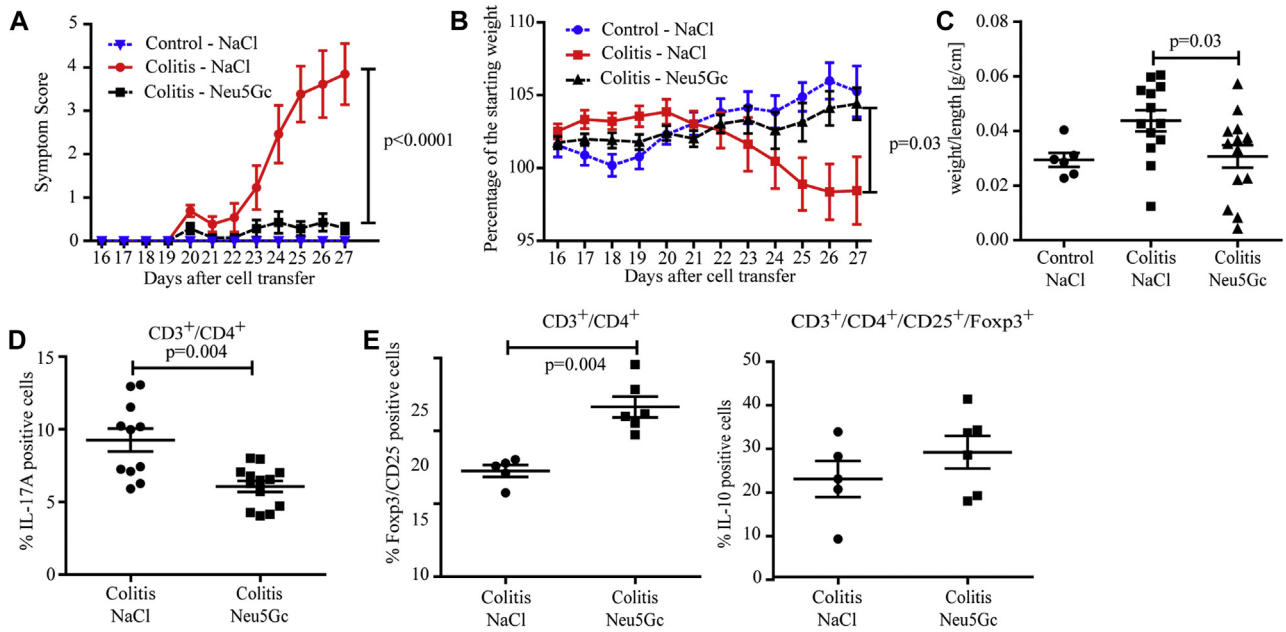 A
Symptom Score
5
4
3
2
1
0
Control - NaCl
Colitis - NaCl
Colitis - Neu5Gc
p<0.0001
16 17 18 19 20 21 22 23 24 25 26 27
Days after cell transfer
B
Percentage of the starting weight
110
105
100
95
Control - NaCl
Colitis - NaCl
Colitis - Neu5Gc
p=0.03
16 17 18 19 20 21 22 23 24 25 26 27
Days after cell transfer
C
weight/length [g/cm]
0.08
0.06
0.04
0.02
0.00
p=0.03
Control NaCl
Colitis NaCl
Colitis Neu5Gc
D
CD3+/CD4+
p=0.004
% IL-17A positive cells
15
10
5
0
Colitis NaCl
Colitis Neu5Gc
E
CD3+/CD4+
p=0.004
% Foxp3/CD25 positive cells
25
20
15
10
Colitis NaCl
Colitis Neu5Gc
CD3+/CD4+/CD25+/Foxp3+
% IL-10 positive cells
50
40
30
20
10
0
Colitis NaCl
Colitis Neu5Gc